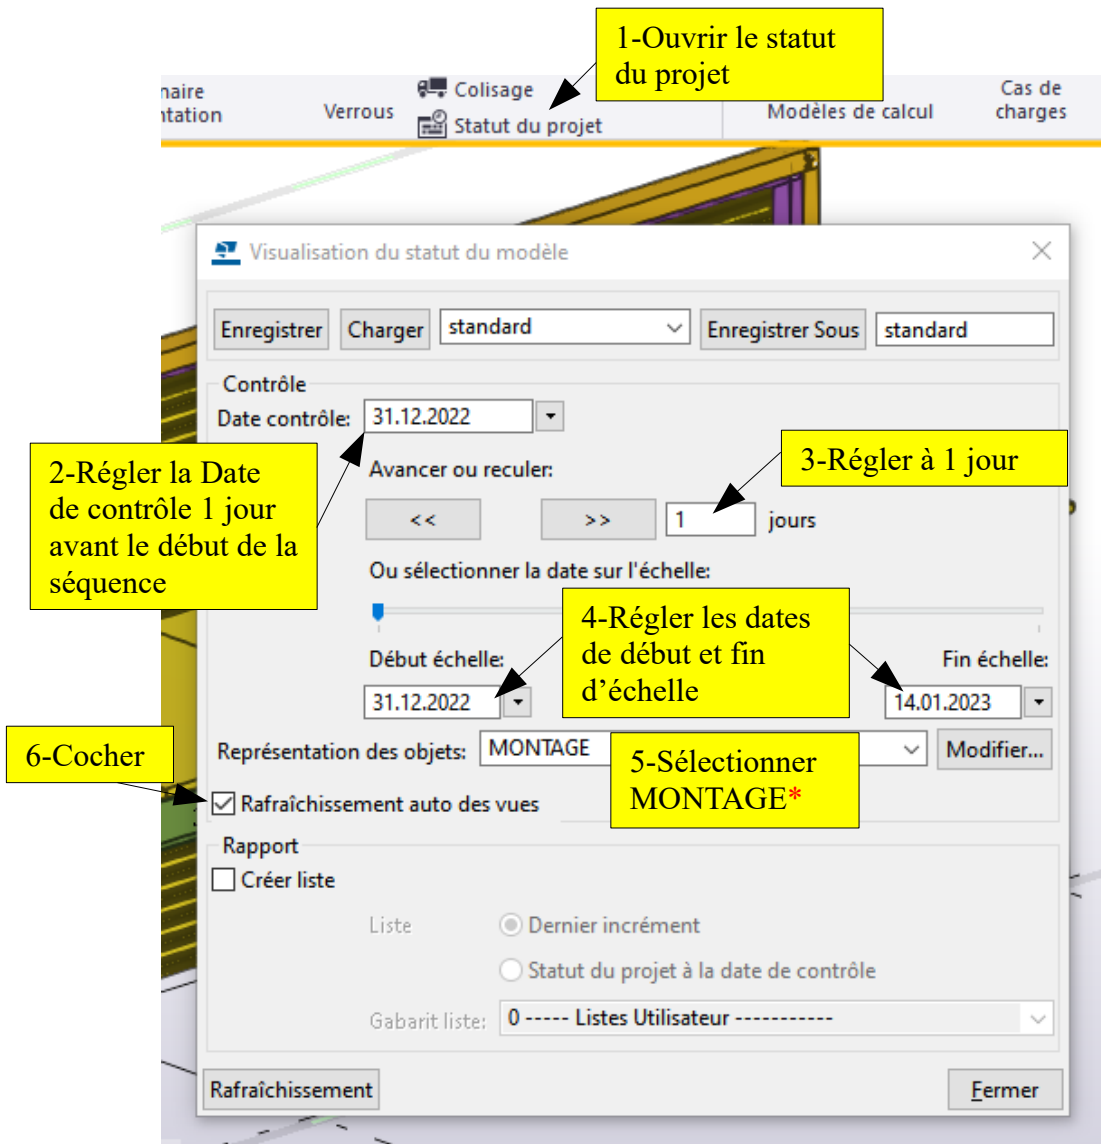 1-Ouvrir le statut
du projet
naire
ntation
Verrous
Colisage
Statut du projet
Modèles de calcul
Cas de
charges
Visualisation du statut du modèle
Enregistrer
Charger
standard
Enregistrer Sous
standard
Contrôle
Date contrôle:
31.12.2022
2-Régler la Date
de contrôle 1 jour
avant le début de la
séquence
Avancer ou reculer:
3-Régler à 1 jour
<<
>>
1
jours
Ou sélectionner la date sur l'échelle:
4-Régler les dates
de début et fin
d’échelle
Début échelle:
Fin échelle:
31.12.2022
14.01.2023
6-Cocher
Représentation des objets:
MONTAGE
Modifier...
5-Sélectionner
MONTAGE*
Rafraîchissement auto des vues
Rapport
Créer liste
Liste
Dernier incrément
Statut du projet à la date de contrôle
Gabarit liste:
0 ----- Listes Utilisateur -----------
Rafraîchissement
Fermer